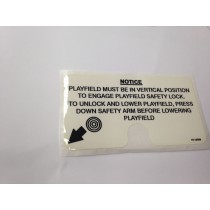 NOTICE
PLAYFIELD MUST BE IN VERTICAL POSITION
TO ENGAGE PLAYFIELD SAFETY LOCK.
TO UNLOCK AND LOWER PLAYFIELD, PRESS
DOWN SAFETY ARM BEFORE LOWERING
PLAYFIELD